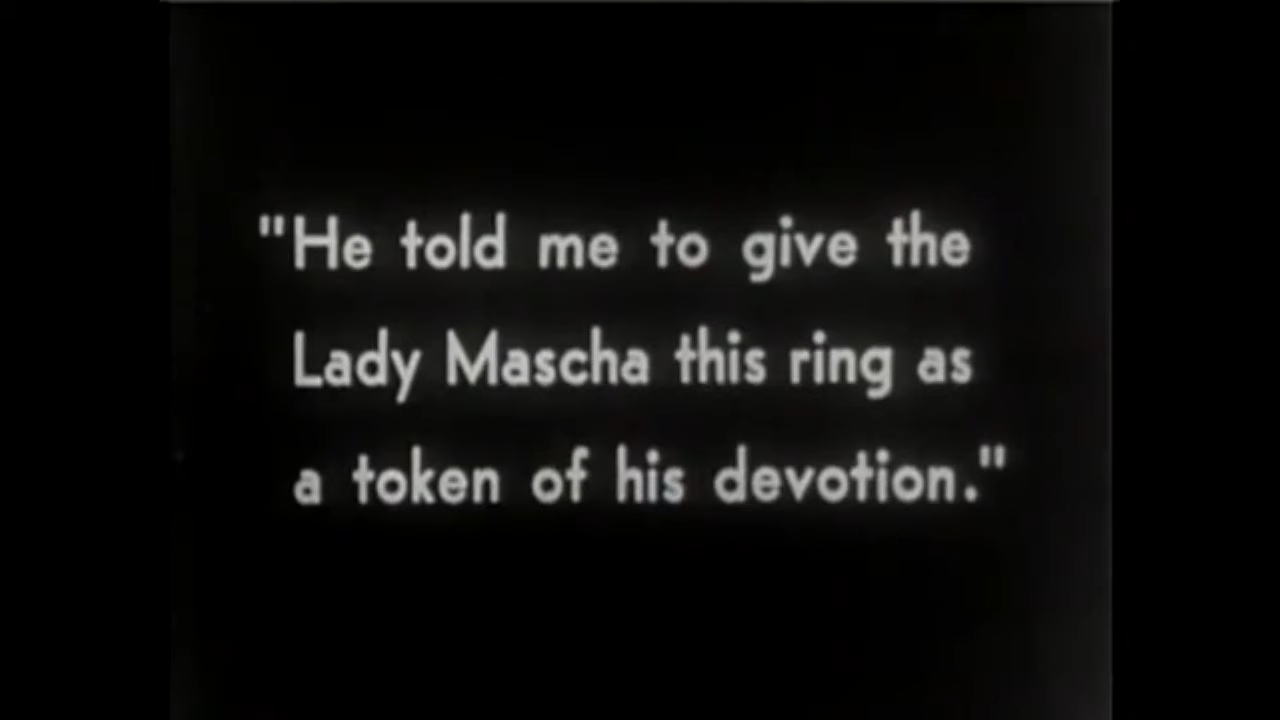 "He told me to give the
Lady Mascha this ring as
a token of his devotion."